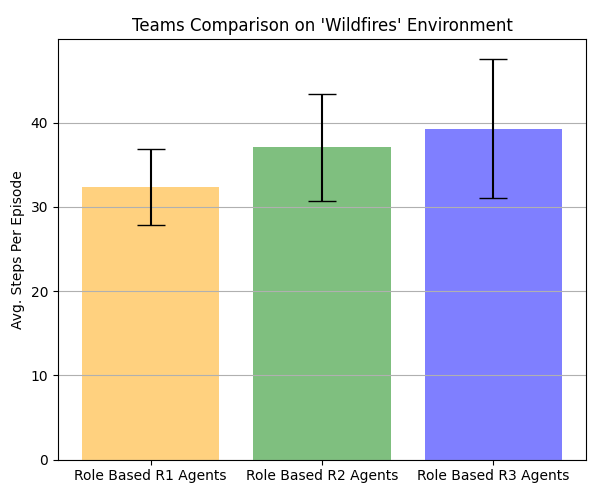 Teams Comparison on 'Wildfires' Environment
Avg. Steps Per Episode
40
30
20
10
0
Role Based R1 Agents
Role Based R2 Agents
Role Based R3 Agents